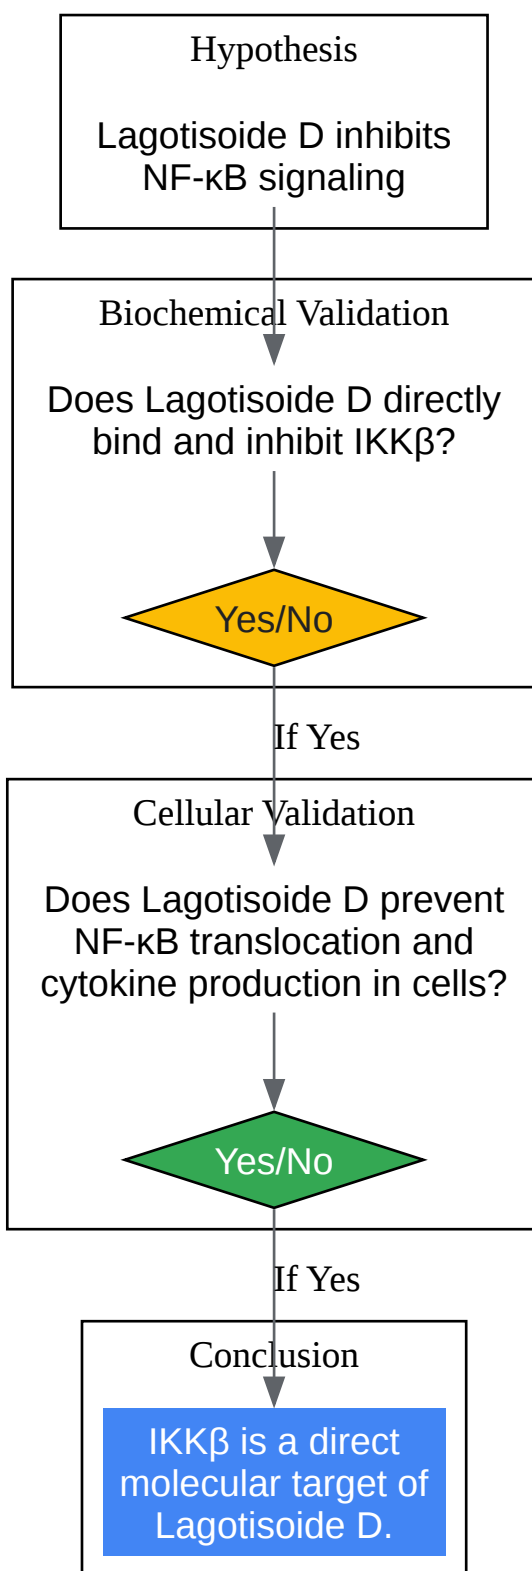 Hypothesis
Lagotisoide D inhibits
NF-κB signaling
Biochemical Validation
Does Lagotisoide D directly
bind and inhibit IKKβ?
Yes/No
If Yes
Cellular Validation
Does Lagotisoide D prevent
NF-κB translocation and
cytokine production in cells?
Yes/No
If Yes
Conclusion
IKKβ is a direct
molecular target of
Lagotisoide D.